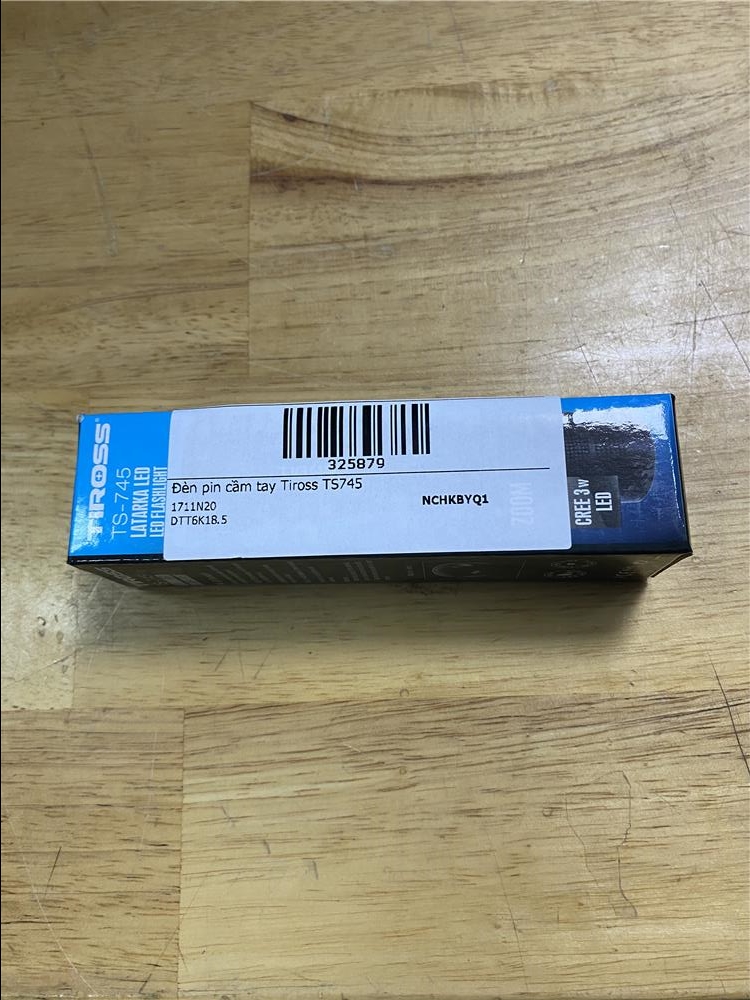 TIROSS
TS-745
LATARKA LED
LED FLASHLIGHT
325879
Đèn pin cầm tay Tiross TS745
1711N20
NCHKBYQ1
DTT6K18.5
ZOOM
CREE 3W
LED